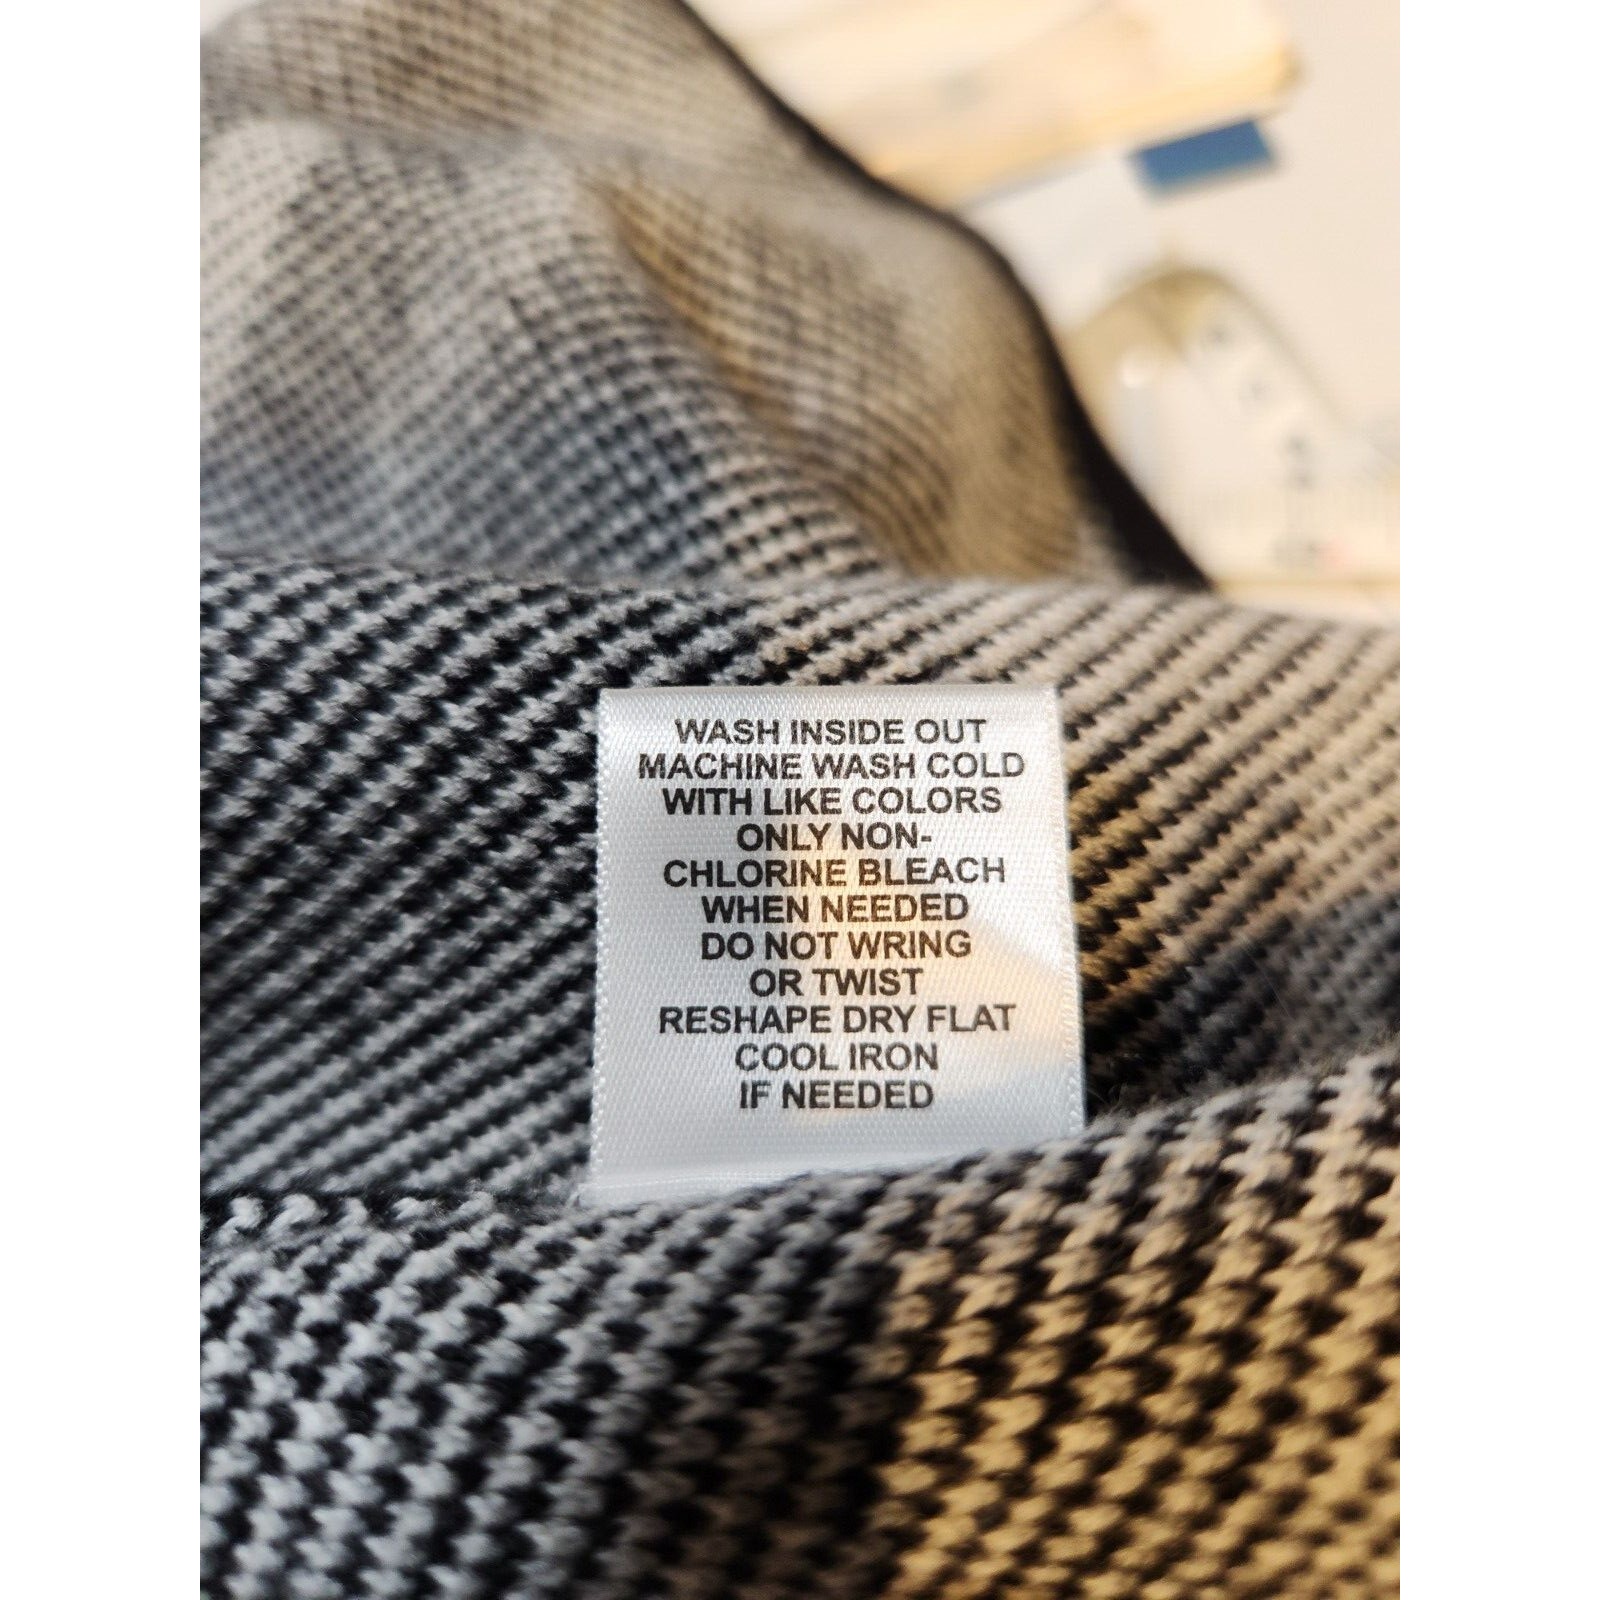 WASH INSIDE OUT
MACHINE WASH COLD
WITH LIKE COLORS
ONLY NON-
CHLORINE BLEACH
WHEN NEEDED
DO NOT WRING
OR TWIST
RESHAPE DRY FLAT
COOL IRON
IF NEEDED